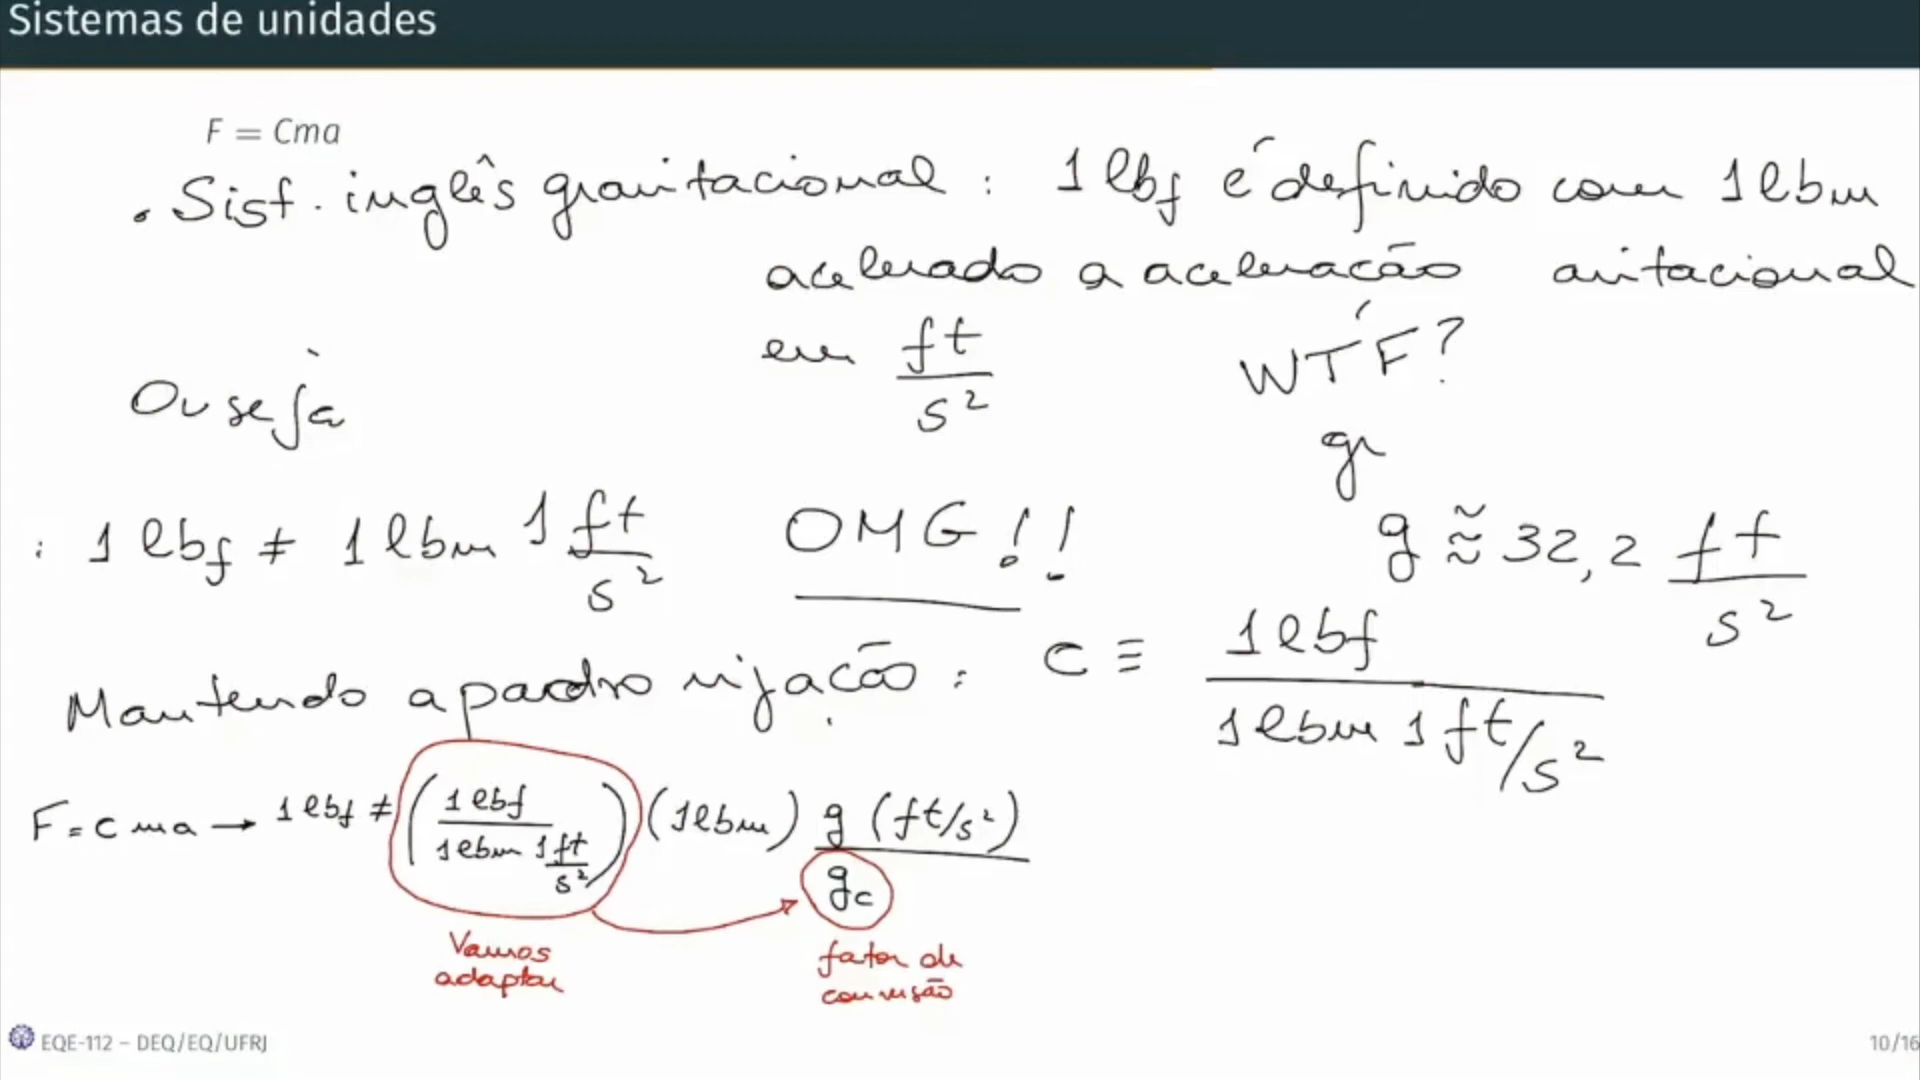 Sistemas de unidades
F = Cma
. Sist. inglês gravitacional : 1 lbf é definido com 1 lbm
acelerado a aceleração avitacional
em ft/s²
WTF?
Ou seja
g
: 1 lbf ≠ 1 lbm 1 ft/s² OMG!!
g ≈ 32,2 ft/s²
Mantendo a padronização : C ≡ 1 lbf / 1 lbm 1 ft/s²
F = c m a → 1 lbf ≠ (1 lbf / 1 lbm 1 ft/s²) (1 lbm) g (ft/s²) / gc
Vamos
adaptar
fator de
conversão
EQE-112 – DEQ/EQ/UFRJ
10/16